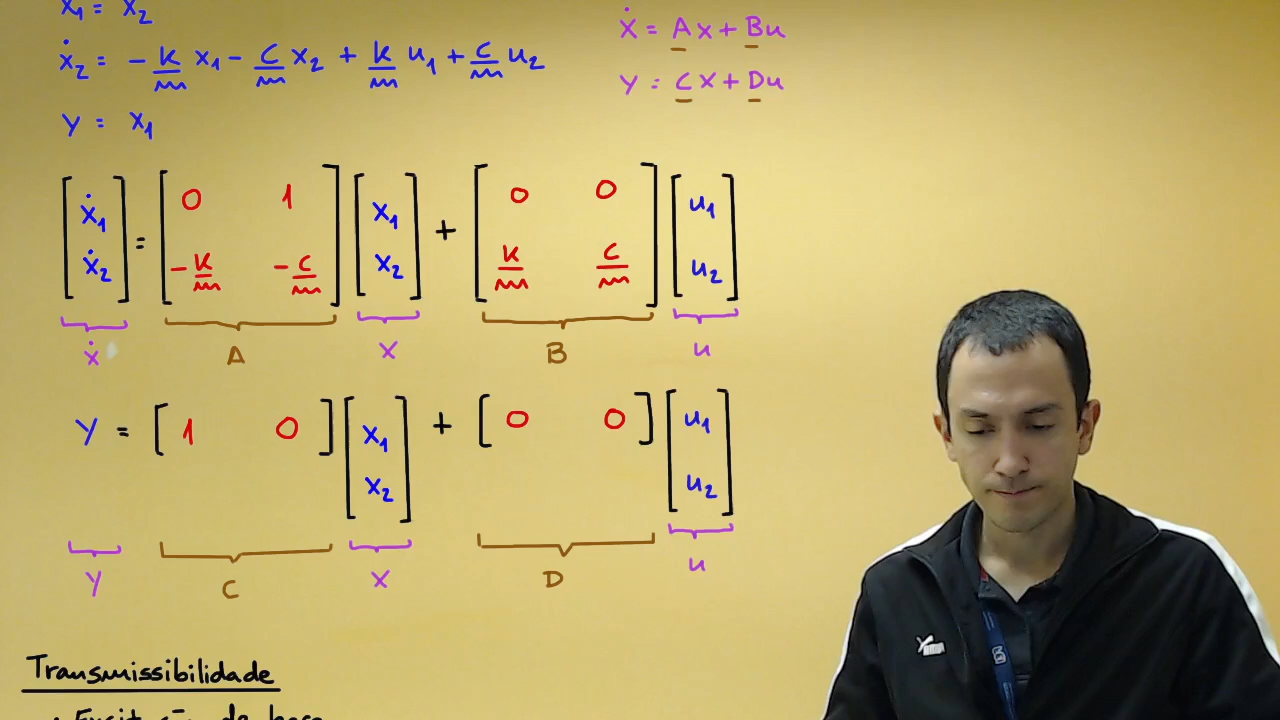 ẋ₁ = x₂
ẋ₂ = -k/m x₁ - c/m x₂ + k/m u₁ + c/m u₂
y = x₁
ẋ = Ax + Bu
y = Cx + Du
[ẋ₁ ẋ₂] = [0 1 -k/m -c/m] [x₁ x₂] + [0 0 k/m c/m] [u₁ u₂]
ẋ A x B u
y = [1 0] [x₁ x₂] + [0 0] [u₁ u₂]
y C x D u
Transmissibilidade